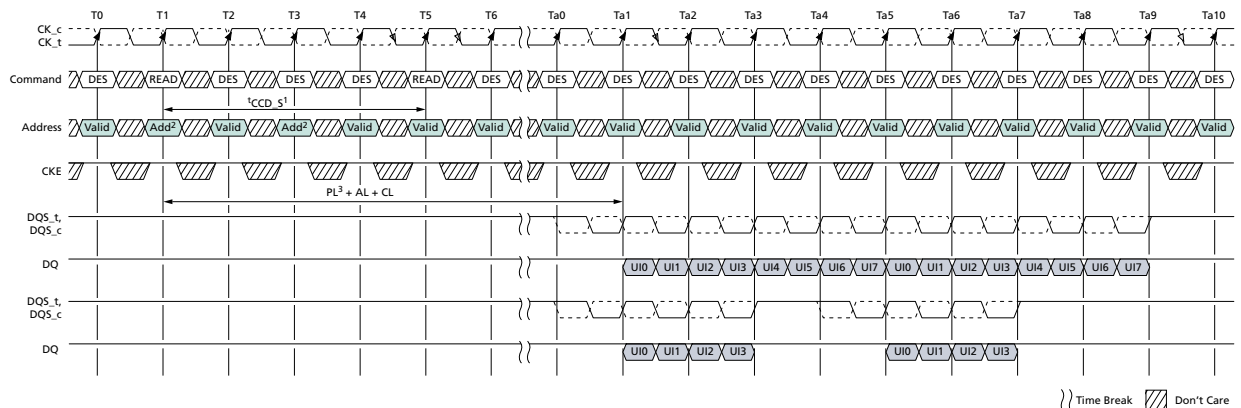 T0 T1 T2 T3 T4 T5 T6 Ta0 Ta1 Ta2 Ta3 Ta4 Ta5 Ta6 Ta7 Ta8 Ta9 Ta10
CK_c
CK_t
Command DES READ DES DES DES READ DES DES DES DES DES DES DES DES DES DES DES DES
tCCD_S1
Address Valid Add2 Valid Add2 Valid Valid Valid Valid Valid Valid Valid Valid Valid Valid Valid Valid Valid Valid
CKE
PL3 + AL + CL
DQS_t,
DQS_c
DQ UI0 UI1 UI2 UI3 UI4 UI5 UI6 UI7 UI0 UI1 UI2 UI3 UI4 UI5 UI6 UI7
DQS_t,
DQS_c
DQ UI0 UI1 UI2 UI3 UI0 UI1 UI2 UI3
Time Break Don't Care